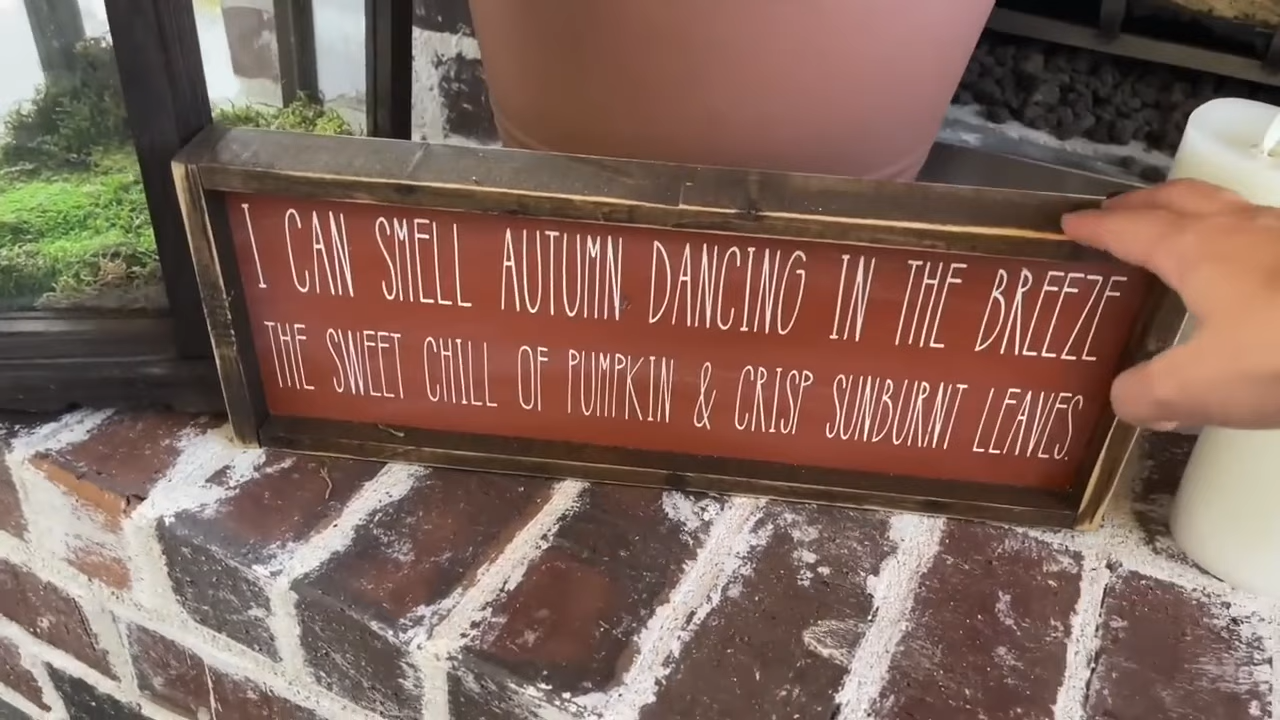 I CAN SMELL AUTUMN DANCING IN THE BREEZE
THE SWEET CHILL OF PUMPKIN & CRISP SUNBURNT LEAVES.